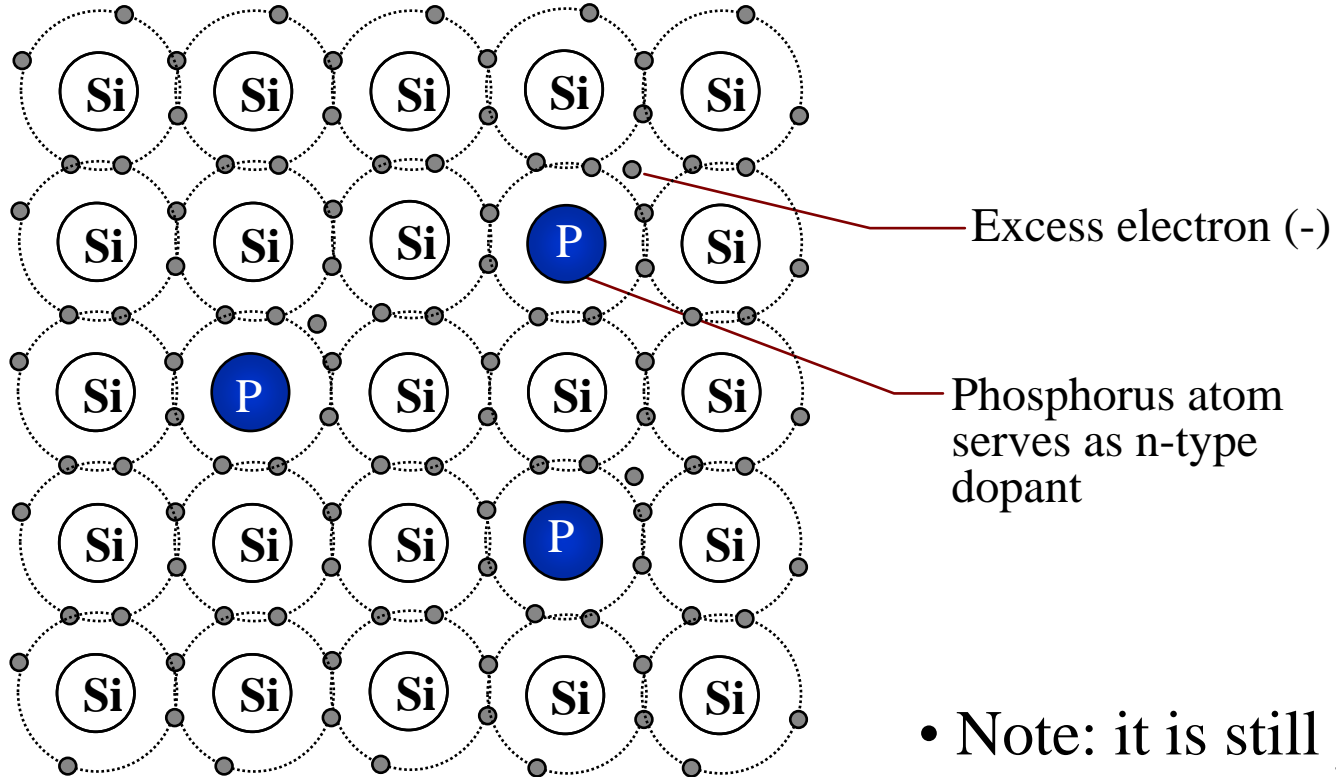 Si Si Si Si Si
Si Si Si P Si
Excess electron (-)
Si P Si Si Si
Phosphorus atom
serves as n-type
dopant
Si Si Si P Si
Si Si Si Si Si
• Note: it is still